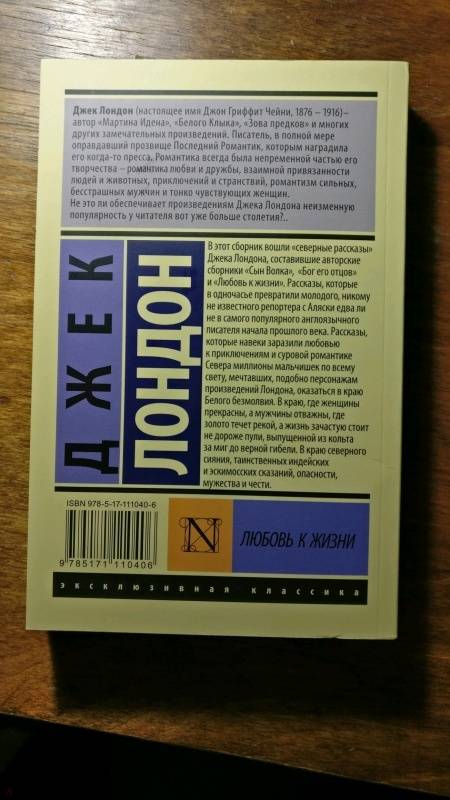 Джек Лондон (настоящее имя Джон Гриффит Чейни, 1876 – 1916)–
автор «Мартина Идена», «Белого Клыка», «Зова предков» и многих
других замечательных произведений. Писатель, в полной мере
оправдавший прозвище Последний Романтик, которым наградила
его когда-то пресса. Романтика всегда была непременной частью его
творчества – романтика любви и дружбы, взаимной привязанности
людей и животных, приключений и странствий, романтизм сильных,
бесстрашных мужчин и тонко чувствующих женщин.
Не это ли обеспечивает произведениям Джека Лондона неизменную
популярность у читателя вот уже больше столетия?..
ДЖЕК
ЛОНДОН
В этот сборник вошли «северные рассказы»
Джека Лондона, составившие авторские
сборники «Сын Волка», «Бог его отцов»
и «Любовь к жизни». Рассказы, которые
в одночасье превратили молодого, никому
не известного репортера с Аляски едва ли
не в самого популярного англоязычного
писателя начала прошлого века. Рассказы,
которые навеки заразили любовью
к приключениям и суровой романтике
Севера миллионы мальчишек по всему
свету, мечтавших, подобно персонажам
произведений Лондона, оказаться в краю
Белого Безмолвия. В краю, где женщины
прекрасны, а мужчины отважны, где
золото течет рекой, а жизнь зачастую стоит
не дороже пули, выпущенной из кольта
за миг до верной гибели. В краю северного
сияния, таинственных индейских
и эскимосских сказаний, опасности,
мужества и чести.
ISBN 978-5-17-111040-6
9 785171 110406
N
ЛЮБОВЬ К ЖИЗНИ
эксклюзивная классика